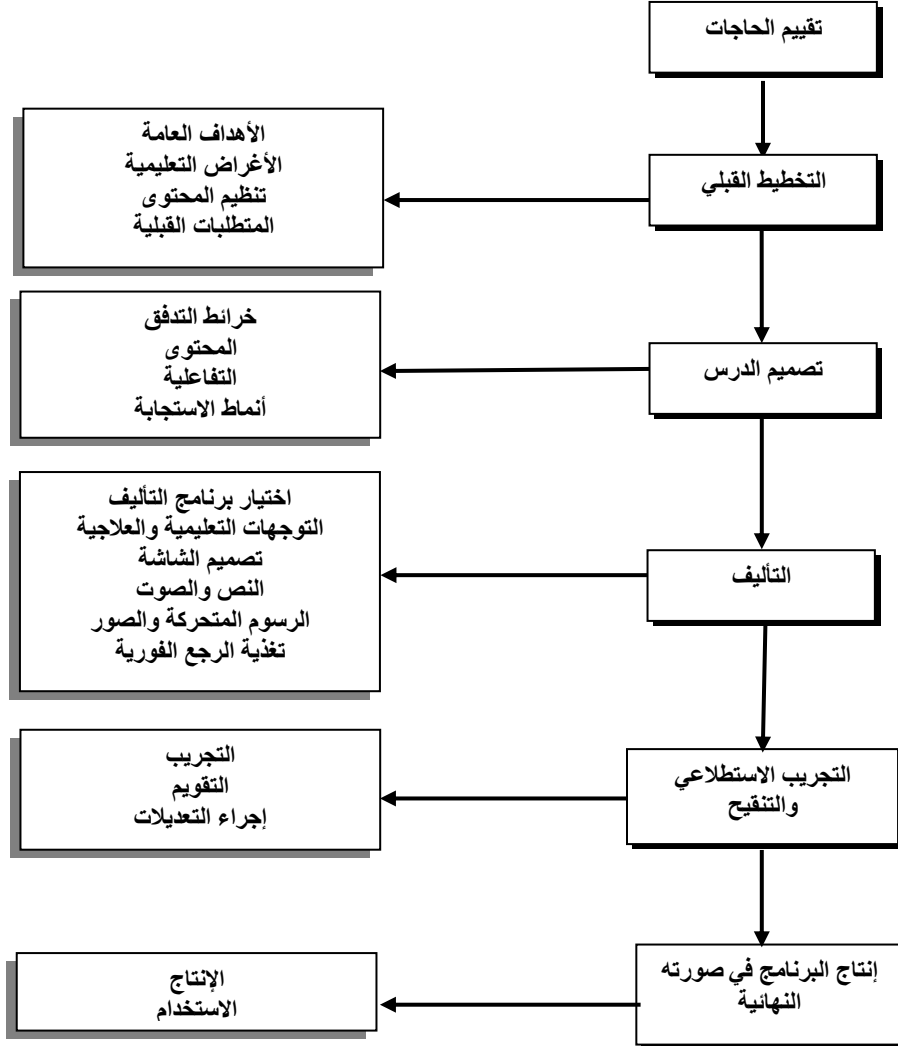 تقييم الحاجات
التخطيط القبلي
الأهداف العامة
الأغراض التعليمية
تنظيم المحتوى
المتطلبات القبلية
تصميم الدرس
خرائط التدفق
المحتوى
التفاعلية
أنماط الاستجابة
التأليف
اختيار برنامج التأليف
التوجهات التعليمية والعلاجية
تصميم الشاشة
النص والصوت
الرسوم المتحركة والصور
تغذية الرجع الفورية
التجريب الاستطلاعي
والتنقيح
التجريب
التقويم
إجراء التعديلات
إنتاج البرنامج في صورته
النهائية
الإنتاج
الاستخدام